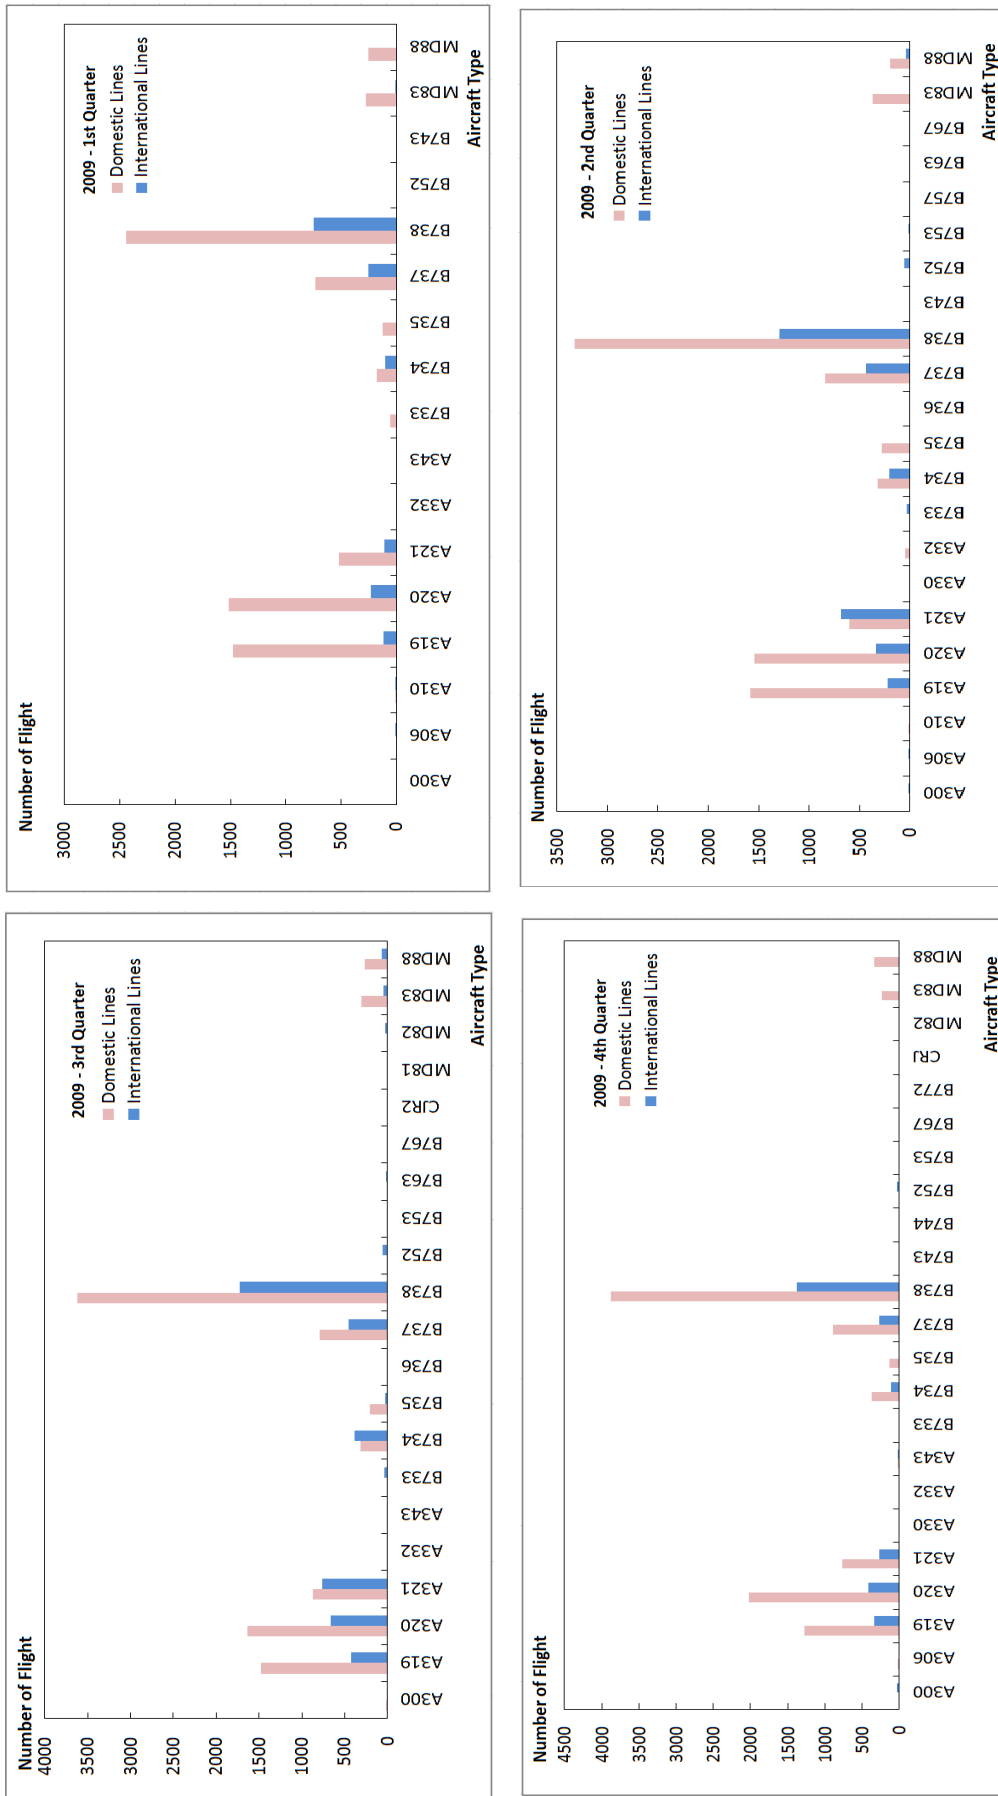 Number of Flight
2009 - 1st Quarter
Domestic Lines
International Lines
3000
2500
2000
1500
1000
500
0
A300
A306
A310
A319
A320
A321
A332
A343
B733
B734
B735
B737
B738
B752
B743
MD83
MD88
Aircraft Type
Number of Flight
2009 - 2nd Quarter
Domestic Lines
International Lines
3500
3000
2500
2000
1500
1000
500
0
A300
A306
A310
A319
A320
A321
A330
A332
B733
B734
B735
B736
B737
B738
B743
B752
B753
B757
B763
B767
MD83
MD88
Aircraft Type
Number of Flight
2009 - 3rd Quarter
Domestic Lines
International Lines
4000
3500
3000
2500
2000
1500
1000
500
0
A300
A319
A320
A321
A332
A343
B733
B734
B735
B736
B737
B738
B752
B753
B763
B767
CJR2
MD81
MD82
MD83
MD88
Aircraft Type
Number of Flight
2009 - 4th Quarter
Domestic Lines
International Lines
4500
4000
3500
3000
2500
2000
1500
1000
500
0
A300
A306
A319
A320
A321
A330
A332
A343
B733
B734
B735
B737
B738
B743
B744
B752
B753
B767
B772
CRJ
MD82
MD83
MD88
Aircraft Type